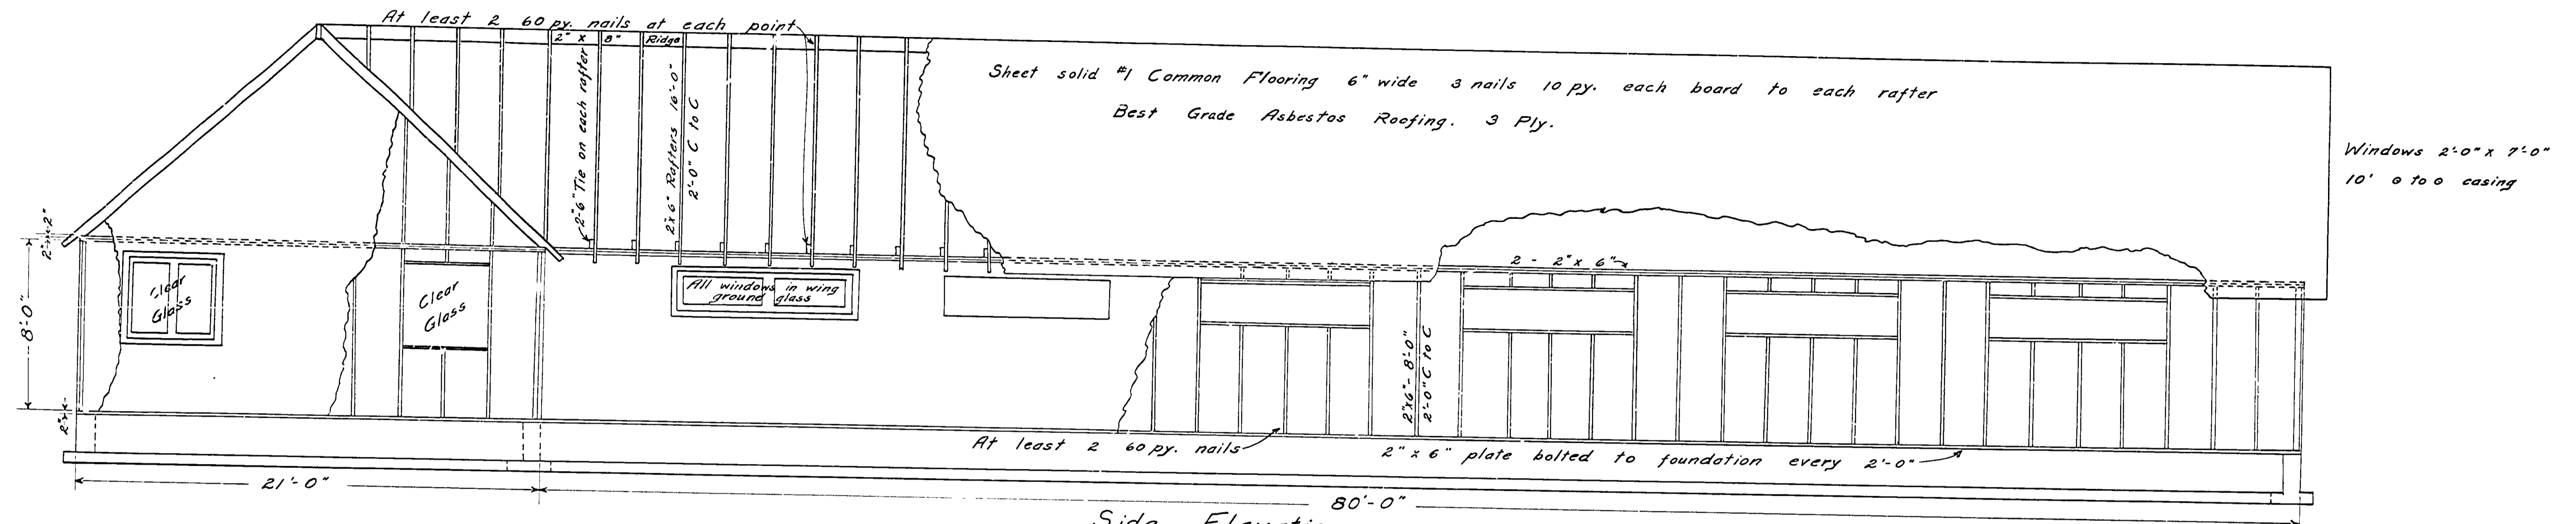 At least 2 60 py. nails at each point
2" x 8" Ridge
2-6" Tie on each rafter
2"x 6" Rafters 16'-0"
2'-0" C to C
Sheet solid #1 Common Flooring 6" wide 3 nails 10 py. each board to each rafter
Best Grade Asbestos Roofing. 3 Ply.
Windows 2'-0" x 7'-0"
10' o to o casing
2"
2"
8'-0"
2"
Clear
Glass
Clear
Glass
All windows in wing
ground glass
2 - 2" x 6"
2"x6"- 8'-0"
2'-0" C to C
At least 2 60 py. nails
2" x 6" plate bolted to foundation every 2'-0"
21'-0"
80'-0"
Side